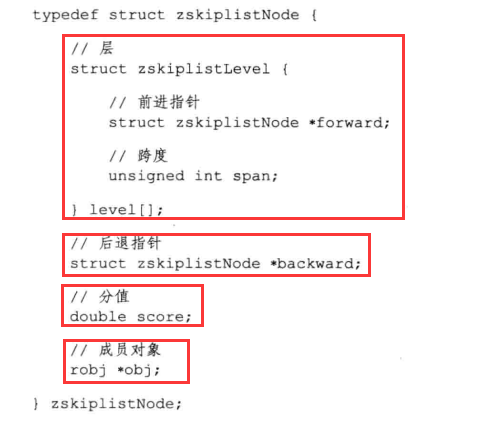 typedef struct zskiplistNode {
// 层
struct zskiplistLevel {
// 前进指针
struct zskiplistNode *forward;
// 跨度
unsigned int span;
} level[];
// 后退指针
struct zskiplistNode *backward;
// 分值
double score;
// 成员对象
robj *obj;
} zskiplistNode;